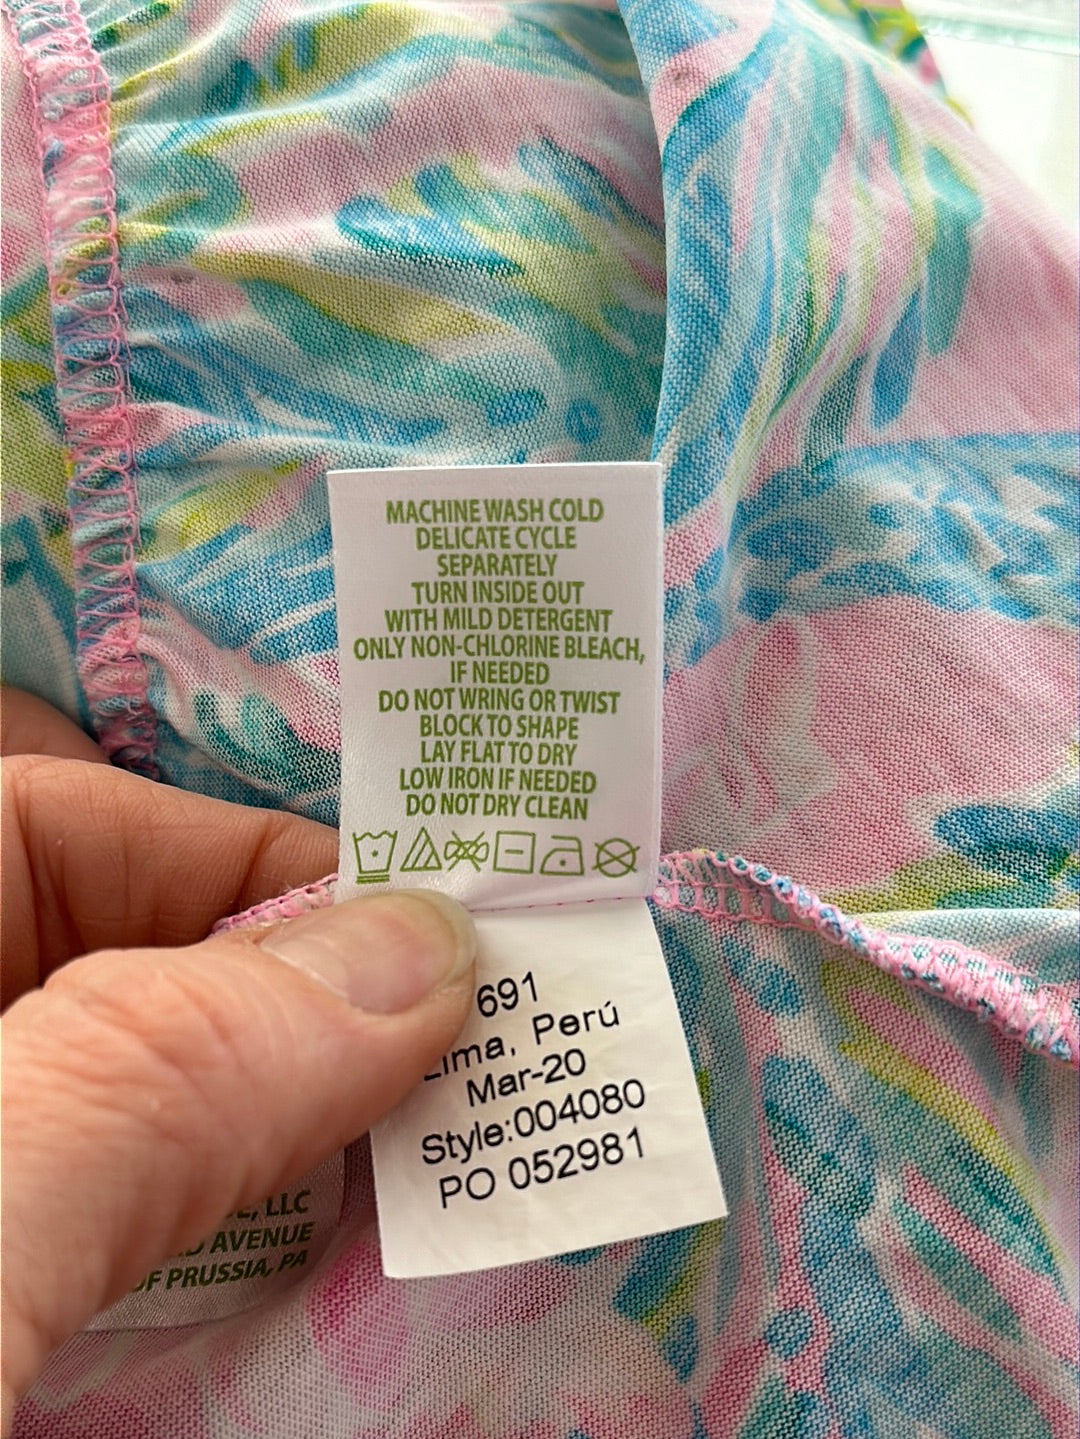 MACHINE WASH COLD
DELICATE CYCLE
SEPARATELY
TURN INSIDE OUT
WITH MILD DETERGENT
ONLY NON-CHLORINE BLEACH,
IF NEEDED
DO NOT WRING OR TWIST
BLOCK TO SHAPE
LAY FLAT TO DRY
LOW IRON IF NEEDED
DO NOT DRY CLEAN
691
Lima, Perú
Mar-20
Style:004080
PO 052981
LLC
AVENUE
OF PRUSSIA, PA